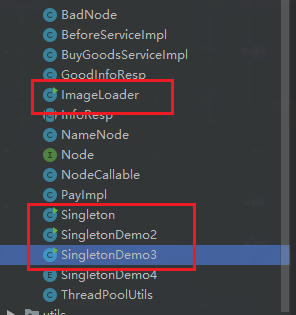 BadNode
BeforeServiceImpl
BuyGoodsServiceImpl
GoodInfoResp
ImageLoader
InfoResp
NameNode
Node
NodeCallable
PayImpl
Singleton
SingletonDemo2
SingletonDemo3
SingletonDemo4
ThreadPoolUtils
utils